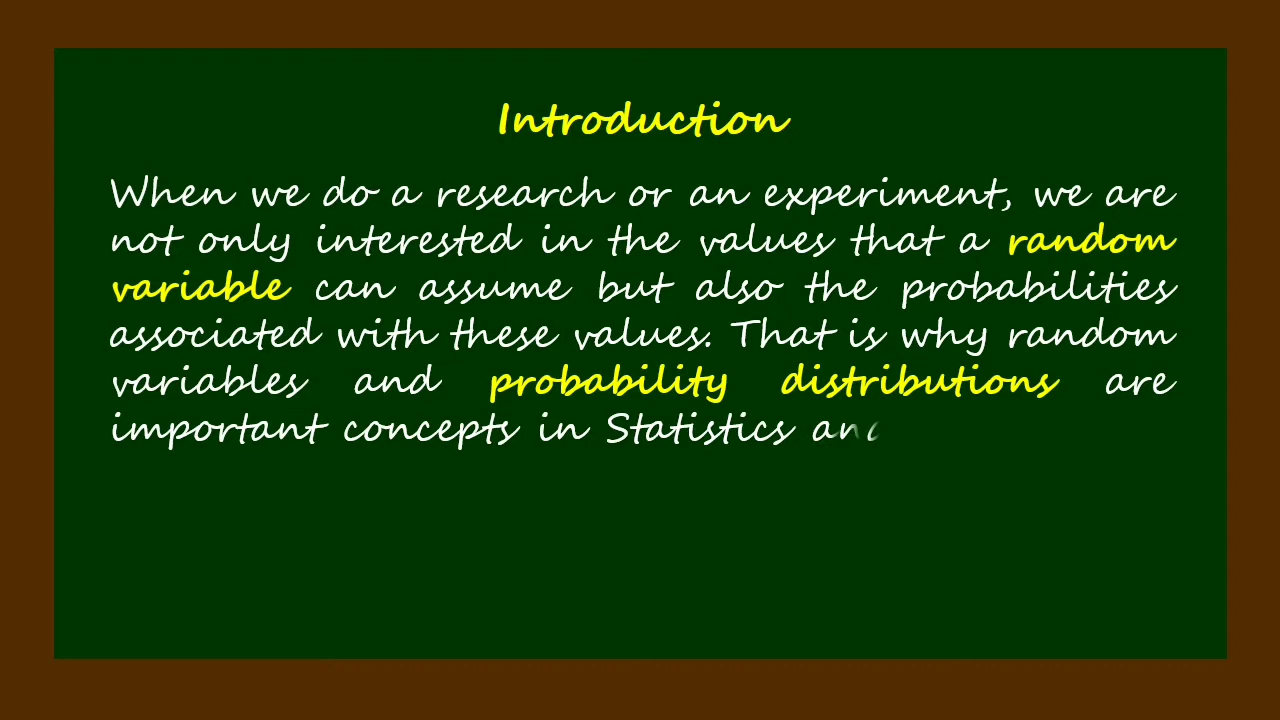 Introduction
When we do a research or an experiment, we are
not only interested in the values that a random
variable can assume but also the probabilities
associated with these values. That is why random
variables and probability distributions are
important concepts in Statistics